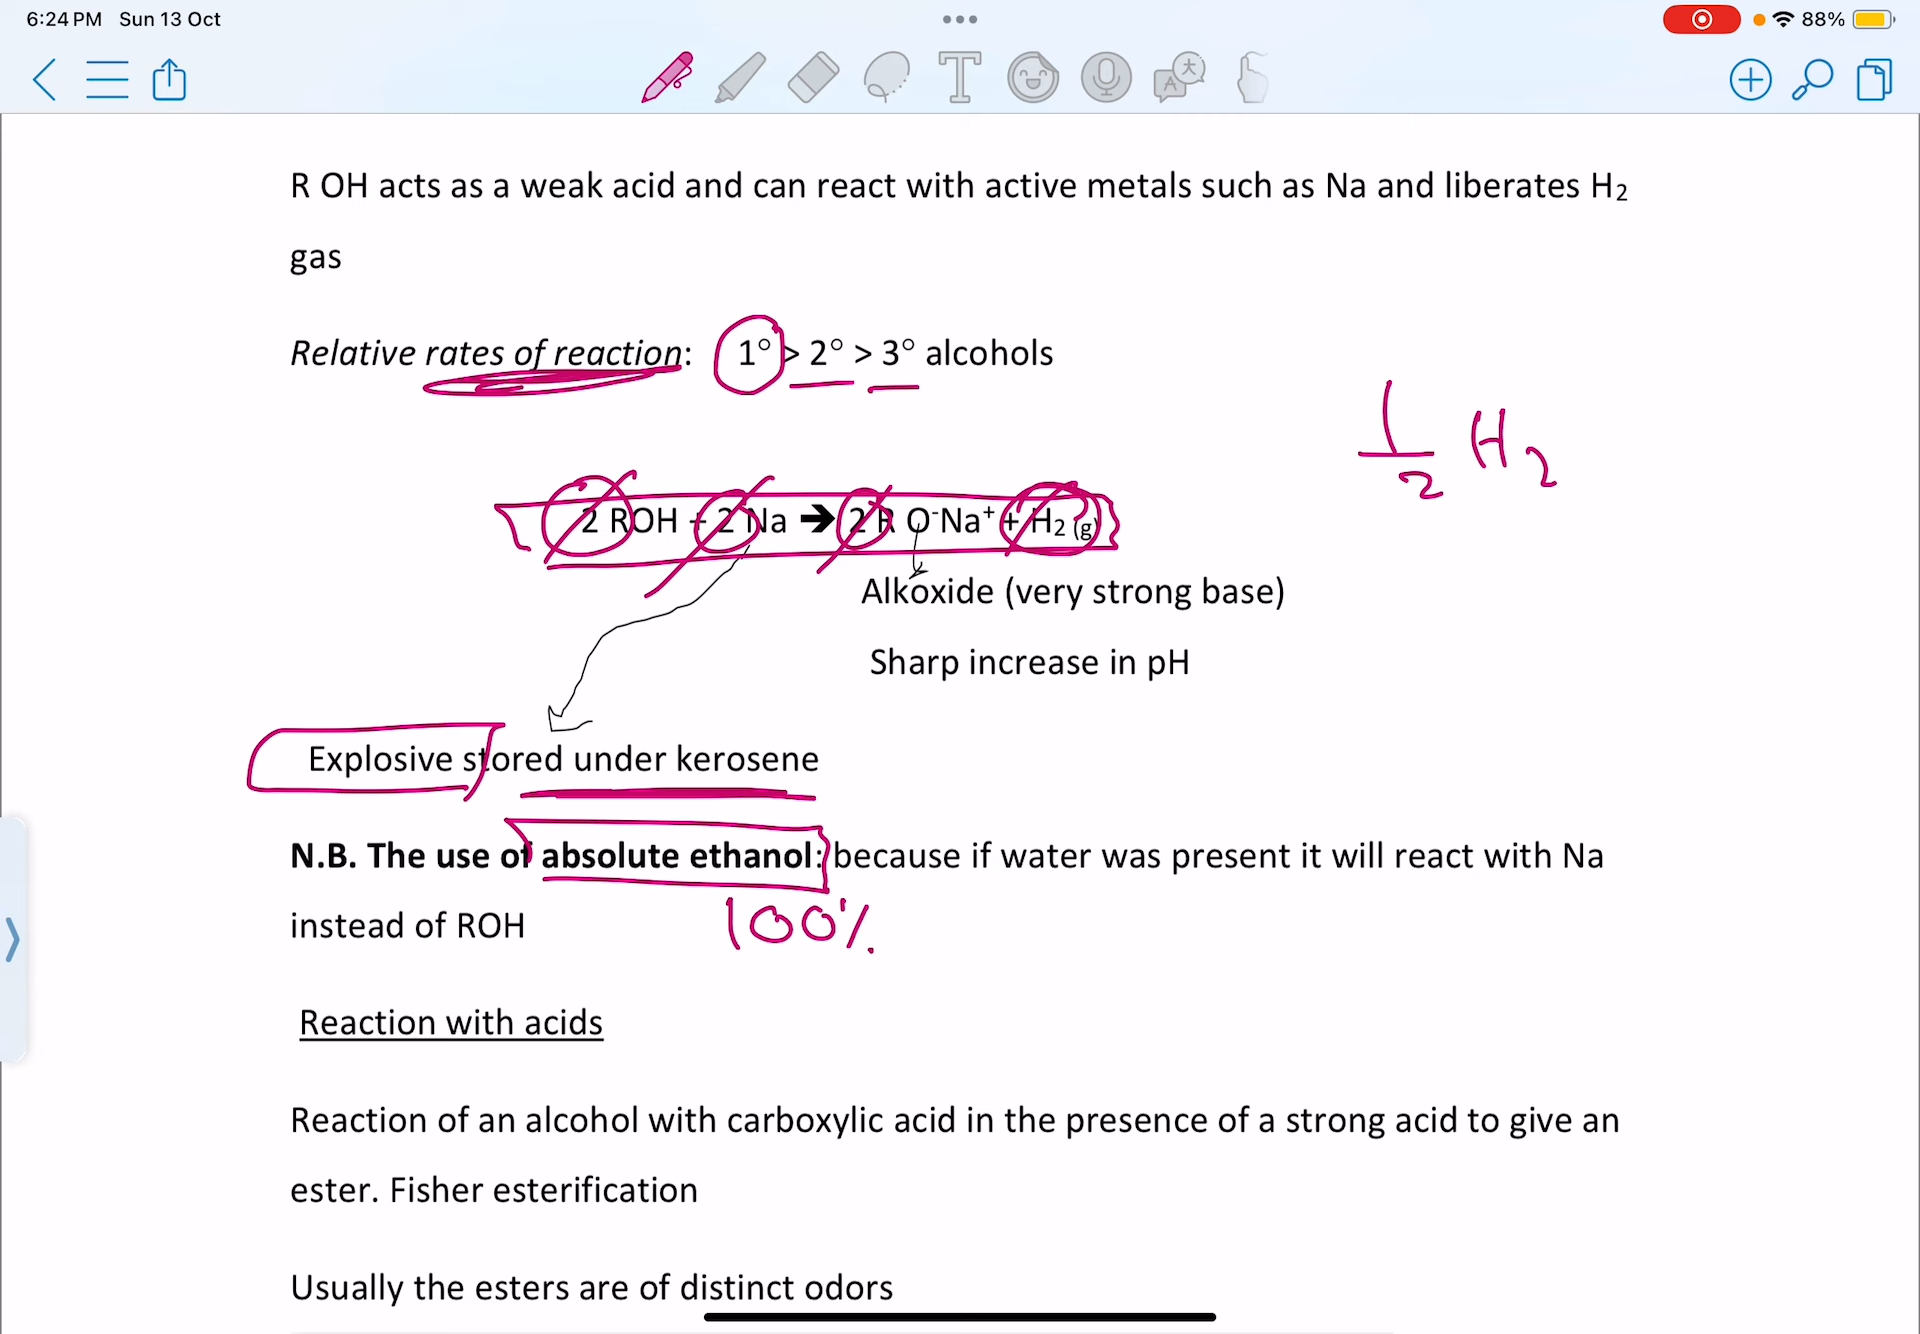 6:24 PM Sun 13 Oct
88%
R OH acts as a weak acid and can react with active metals such as Na and liberates H₂
gas
Relative rates of reaction: 1° > 2° > 3° alcohols
1/2 H₂
2 ROH + 2 Na ➔ 2 R O⁻Na⁺ + H₂ (g)
Alkoxide (very strong base)
Sharp increase in pH
Explosive stored under kerosene
N.B. The use of absolute ethanol: because if water was present it will react with Na
instead of ROH
100%
Reaction with acids
Reaction of an alcohol with carboxylic acid in the presence of a strong acid to give an
ester. Fisher esterification
Usually the esters are of distinct odors